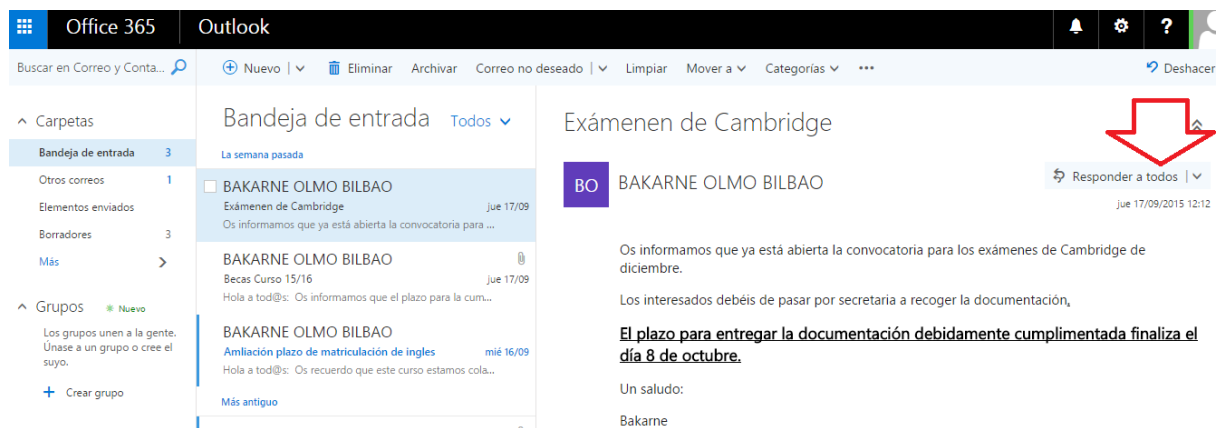 Office 365 Outlook ?
Buscar en Correo y Conta...
Nuevo Eliminar Archivar Correo no deseado Limpiar Mover a Categorías ••• Deshacer
Carpetas
Bandeja de entrada 3
Otros correos 1
Elementos enviados
Borradores 3
Más
Grupos * Nuevo
Los grupos unen a la gente.
Únase a un grupo o cree el
suyo.
+ Crear grupo
Bandeja de entrada Todos
La semana pasada
BAKARNE OLMO BILBAO
Exámenen de Cambridge jue 17/09
Os informamos que ya está abierta la convocatoria para ...
BAKARNE OLMO BILBAO
Becas Curso 15/16 jue 17/09
Hola a tod@s: Os informamos que el plazo para la cum...
BAKARNE OLMO BILBAO
Amliación plazo de matriculación de ingles mié 16/09
Hola a tod@s: Os recuerdo que este curso estamos cola...
Más antiguo
Exámenen de Cambridge
BO BAKARNE OLMO BILBAO
Responder a todos
jue 17/09/2015 12:12
Os informamos que ya está abierta la convocatoria para los exámenes de Cambridge de
diciembre.
Los interesados debéis de pasar por secretaria a recoger la documentación.
El plazo para entregar la documentación debidamente cumplimentada finaliza el
día 8 de octubre.
Un saludo:
Bakarne